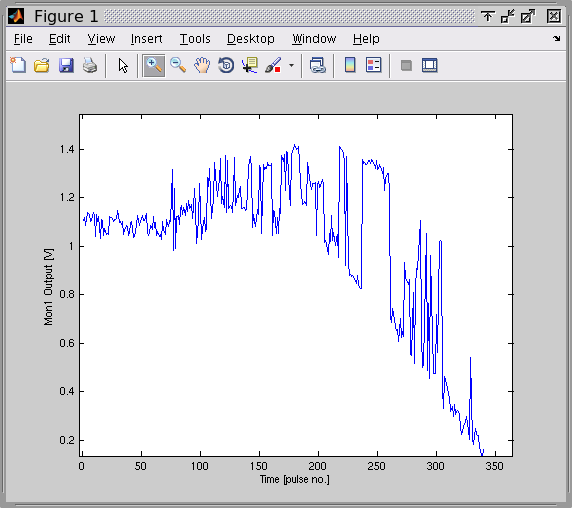 Figure 1
File Edit View Insert Tools Desktop Window Help
1.4
1.2
1
0.8
0.6
0.4
0.2
Mon1 Output [V]
0 50 100 150 200 250 300 350
Time [pulse no.]